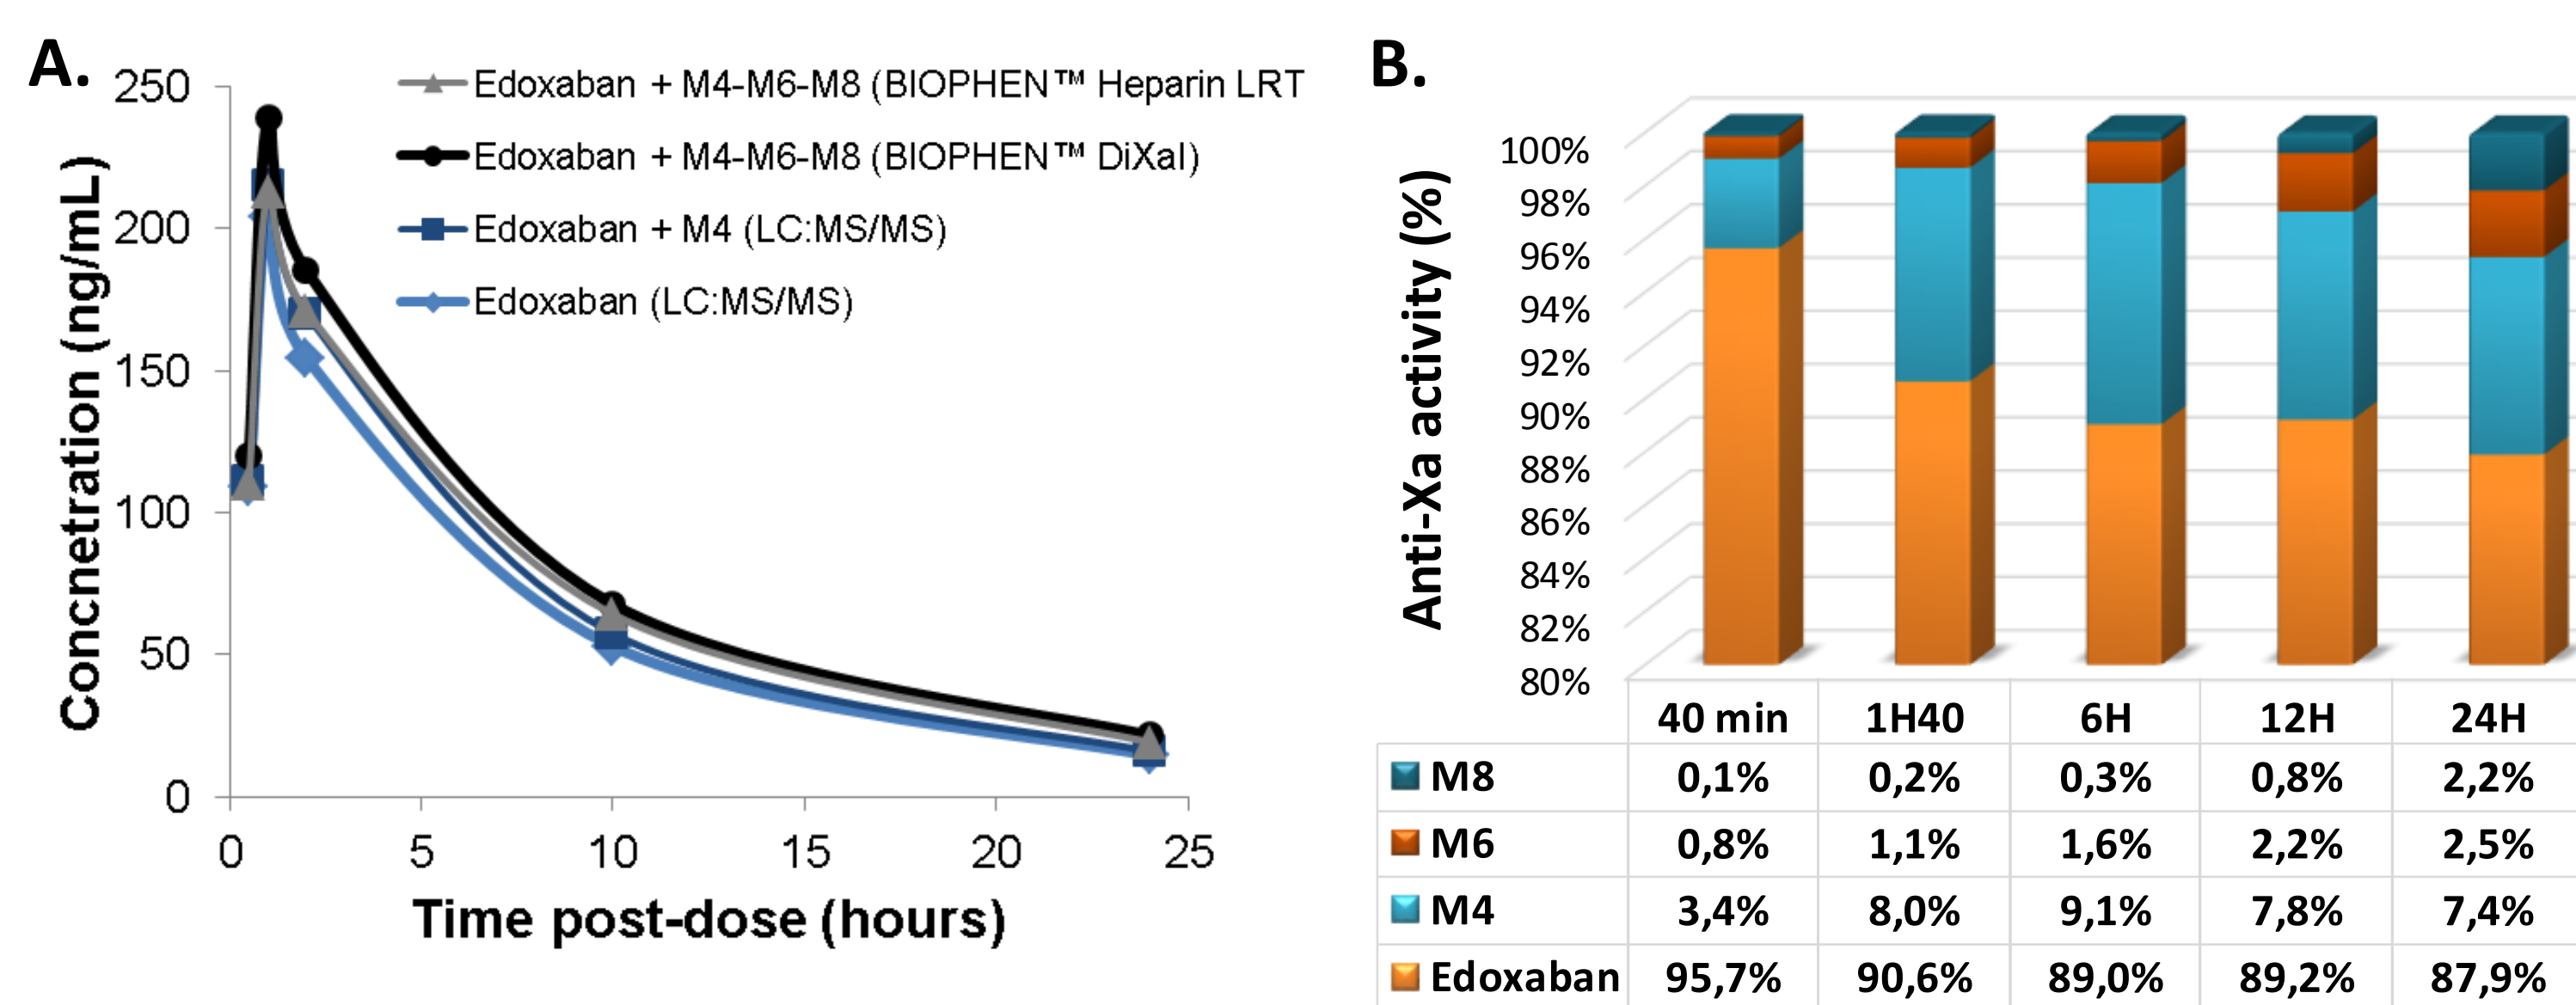 A.
Concnetration (ng/mL)
250
200
150
100
50
0
Edoxaban + M4-M6-M8 (BIOPHEN™ Heparin LRT
Edoxaban + M4-M6-M8 (BIOPHEN™ DiXaI)
Edoxaban + M4 (LC:MS/MS)
Edoxaban (LC:MS/MS)
0 5 10 15 20 25
Time post-dose (hours)
B.
Anti-Xa activity (%)
100%
98%
96%
94%
92%
90%
88%
86%
84%
82%
80%
40 min 1H40 6H 12H 24H
M8 0,1% 0,2% 0,3% 0,8% 2,2%
M6 0,8% 1,1% 1,6% 2,2% 2,5%
M4 3,4% 8,0% 9,1% 7,8% 7,4%
Edoxaban 95,7% 90,6% 89,0% 89,2% 87,9%